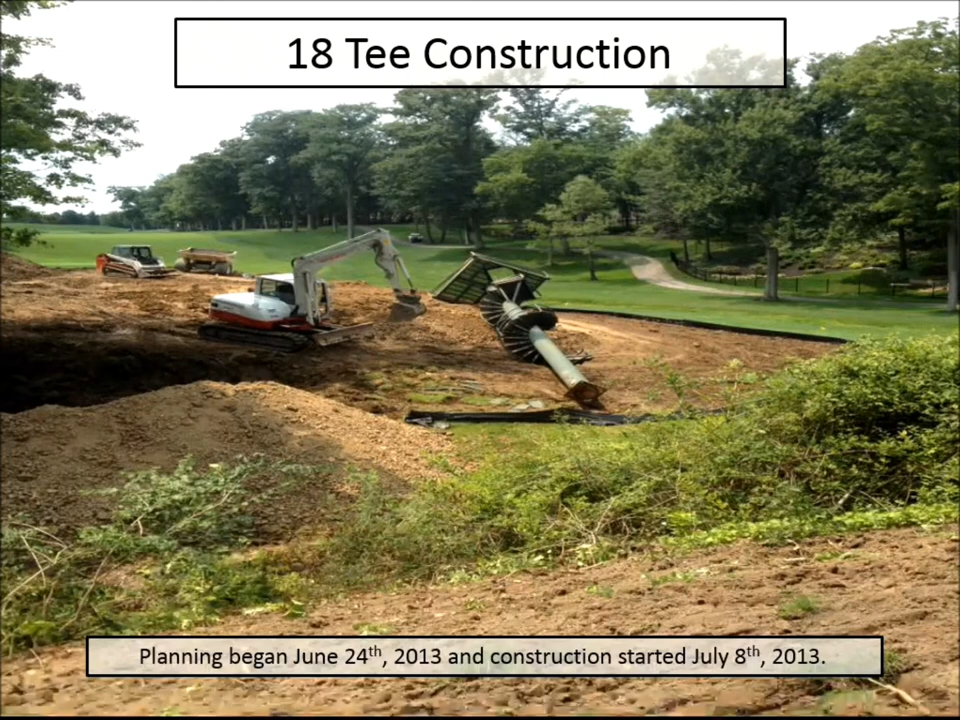 18 Tee Construction
Planning began June 24th, 2013 and construction started July 8th, 2013.